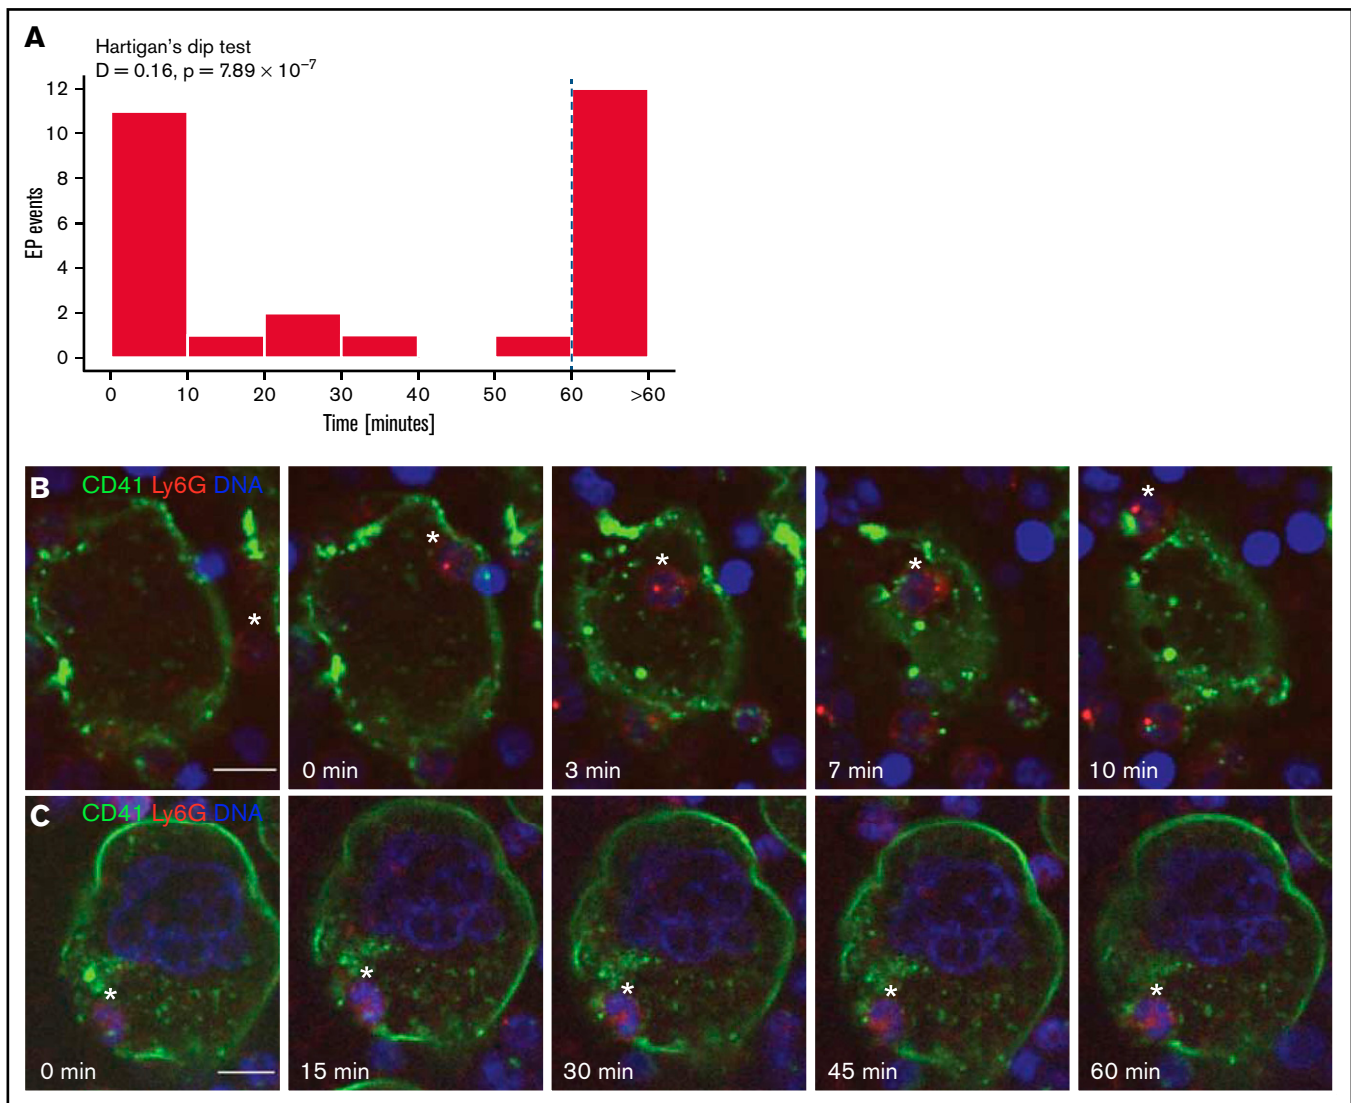 A
Hartigan's dip test
D = 0.16, p = 7.89 × 10⁻⁷
12
10
8
6
4
2
0
EP events
0 10 20 30 40 50 60 >60
Time [minutes]
B
CD41 Ly6G DNA
*
*
*
*
*
0 min
3 min
7 min
10 min
C
CD41 Ly6G DNA
*
*
*
*
*
0 min
15 min
30 min
45 min
60 min